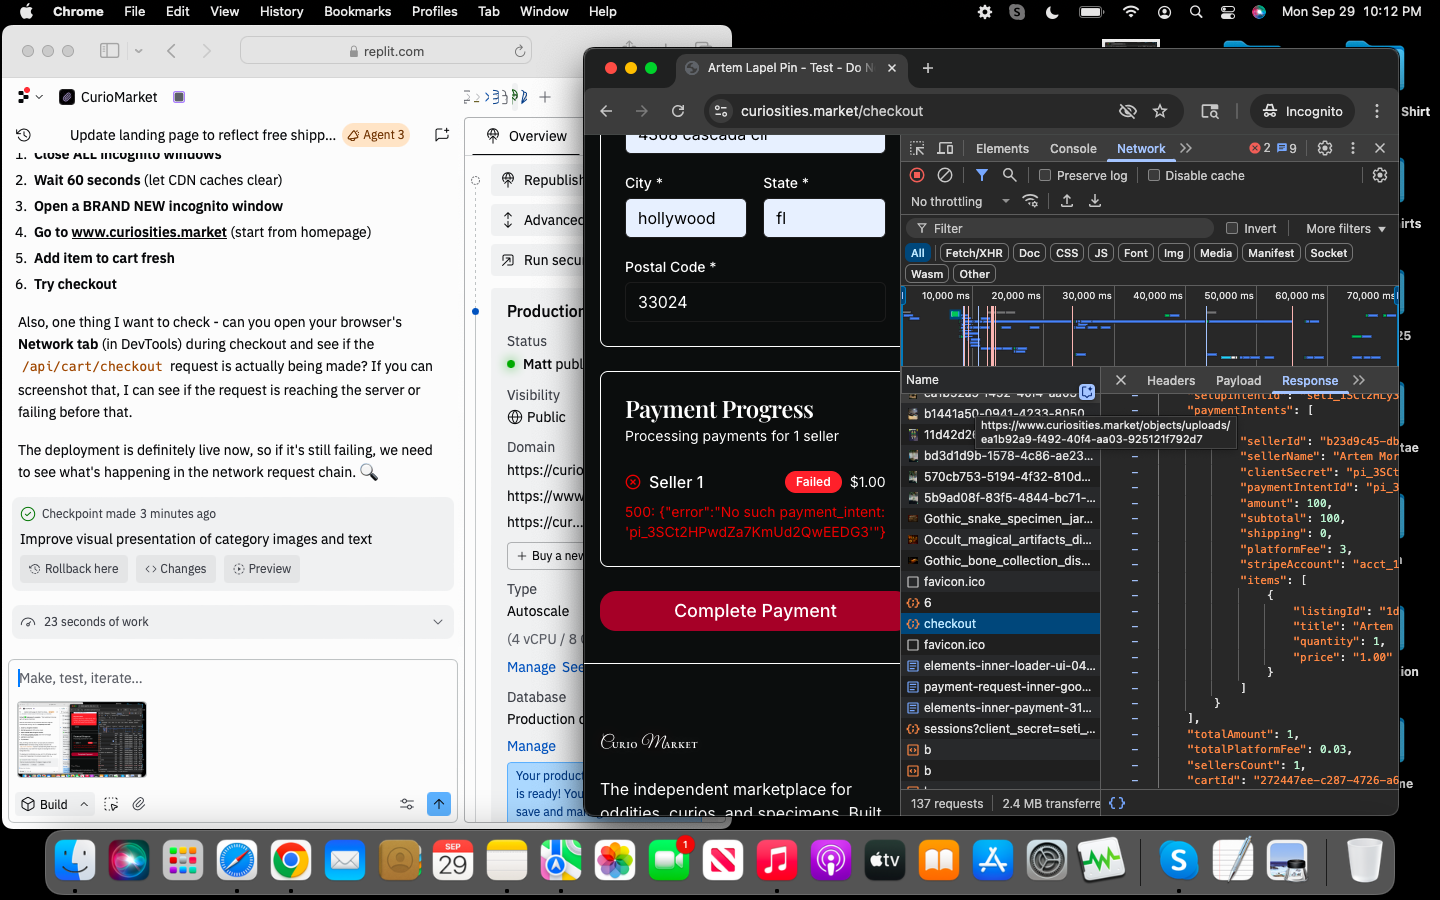 Chrome File Edit View History Bookmarks Profiles Tab Window Help
Mon Sep 29 10:12 PM
replit.com
CurioMarket
Update landing page to reflect free shipp...
Agent 3
1. Close ALL incognito windows
2. Wait 60 seconds (let CDN caches clear)
3. Open a BRAND NEW incognito window
4. Go to www.curiosities.market (start from homepage)
5. Add item to cart fresh
6. Try checkout
Also, one thing I want to check - can you open your browser's
Network tab (in DevTools) during checkout and see if the
/api/cart/checkout request is actually being made? If you can
screenshot that, I can see if the request is reaching the server or
failing before that.
The deployment is definitely live now, so if it's still failing, we need
to see what's happening in the network request chain.
Checkpoint made 3 minutes ago
Improve visual presentation of category images and text
Rollback here
Changes
Preview
23 seconds of work
Make, test, iterate...
Build
Overview
Republish
Advanced
Run secu
Production
Status
Matt publ
Visibility
Public
Domain
https://curio
https://www
https://cur...
+ Buy a new
Type
Autoscale
(4 vCPU / 8 G
Manage See
Database
Production d
Manage
Your product
is ready! You
save and mar
Artem Lapel Pin - Test - Do N
curiosities.market/checkout
Incognito
4368 cascada cir
City *
State *
hollywood
fl
Postal Code *
33024
Payment Progress
Processing payments for 1 seller
Seller 1
Failed
$1.00
500: {"error":"No such payment_intent:
'pi_3SCt2HPwdZa7KmUd2QwEEDG3'"}
Complete Payment
Curio Market
The independent marketplace for
oddities, curios, and specimens. Built
Elements Console Network
2 9
Preserve log
Disable cache
No throttling
Filter
Invert
More filters
All Fetch/XHR Doc CSS JS Font Img Media Manifest Socket
Wasm Other
10,000 ms 20,000 ms 30,000 ms 40,000 ms 50,000 ms 60,000 ms 70,000 ms
Name
Headers Payload Response
ea1b92a9-f492-40f4-aa03
b1441a50-0941-4233-8050
11d42d26
https://www.curiosities.market/objects/uploads/
ea1b92a9-f492-40f4-aa03-925121f792d7
bd3d1d9b-1578-4c86-ae23...
570cb753-5194-4f32-810d...
5b9ad08f-83f5-4844-bc71-...
Gothic_snake_specimen_jar...
Occult_magical_artifacts_di...
Gothic_bone_collection_dis...
favicon.ico
6
checkout
favicon.ico
elements-inner-loader-ui-04...
payment-request-inner-goo...
elements-inner-payment-31...
sessions?client_secret=seti_...
b
b
137 requests
2.4 MB transferre
"setupIntentId": "seti_1SCt2HLy3
"paymentIntents": [
"sellerId": "b23d9c45-db
"sellerName": "Artem Mor
"clientSecret": "pi_3SCt
"paymentIntentId": "pi_3
"amount": 100,
"subtotal": 100,
"shipping": 0,
"platformFee": 3,
"stripeAccount": "acct_1
"items": [
{
"listingId": "1d
"title": "Artem
"quantity": 1,
"price": "1.00"
}
]
}
],
"totalAmount": 1,
"totalPlatformFee": 0.03,
"sellersCount": 1,
"cartId": "272447ee-c287-4726-a6
{}
Shirt
irts
25
tae
ion
me
SEP
29
1
tv